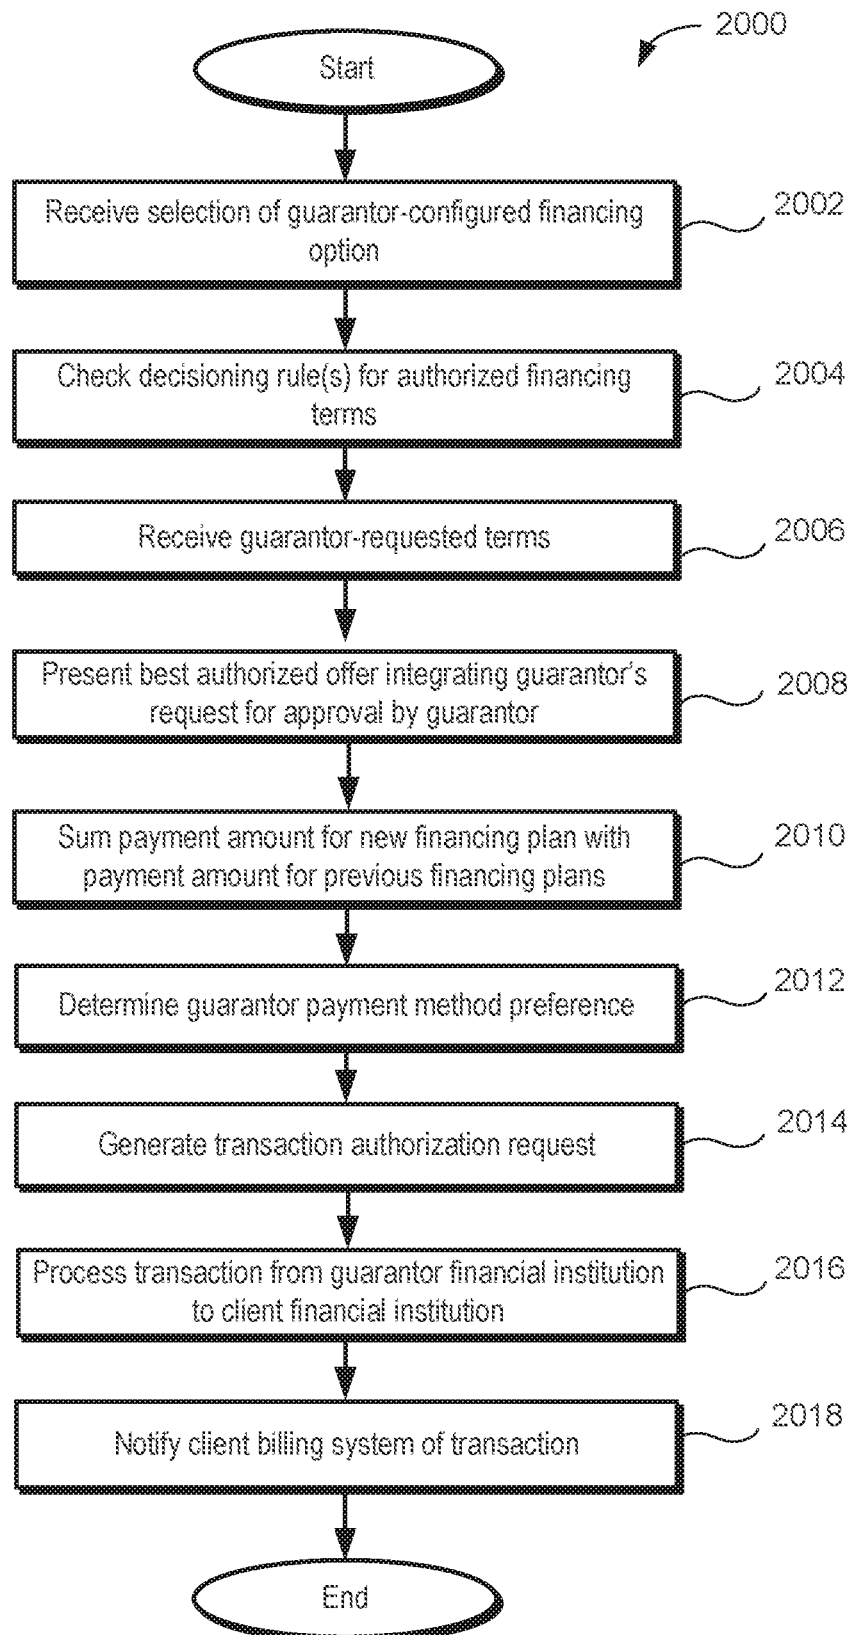 2000
Start
Receive selection of guarantor-configured financing
option
2002
Check decisioning rule(s) for authorized financing
terms
2004
Receive guarantor-requested terms
2006
Present best authorized offer integrating guarantor's
request for approval by guarantor
2008
Sum payment amount for new financing plan with
payment amount for previous financing plans
2010
Determine guarantor payment method preference
2012
Generate transaction authorization request
2014
Process transaction from guarantor financial institution
to client financial institution
2016
Notify client billing system of transaction
2018
End